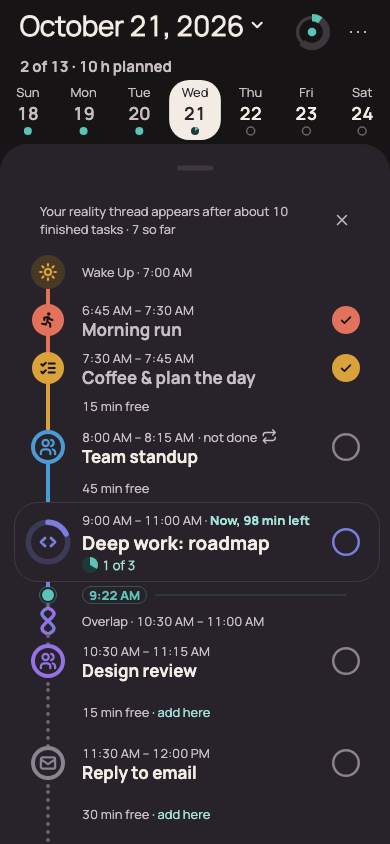 October 21, 2026
2 of 13 · 10 h planned
Sun Mon Tue Wed Thu Fri Sat
18 19 20 21 22 23 24
Your reality thread appears after about 10
finished tasks · 7 so far
Wake Up · 7:00 AM
6:45 AM – 7:30 AM
Morning run
7:30 AM – 7:45 AM
Coffee & plan the day
15 min free
8:00 AM – 8:15 AM · not done
Team standup
45 min free
9:00 AM – 11:00 AM · Now, 98 min left
Deep work: roadmap
1 of 3
9:22 AM
Overlap · 10:30 AM – 11:00 AM
10:30 AM – 11:15 AM
Design review
15 min free · add here
11:30 AM – 12:00 PM
Reply to email
30 min free · add here